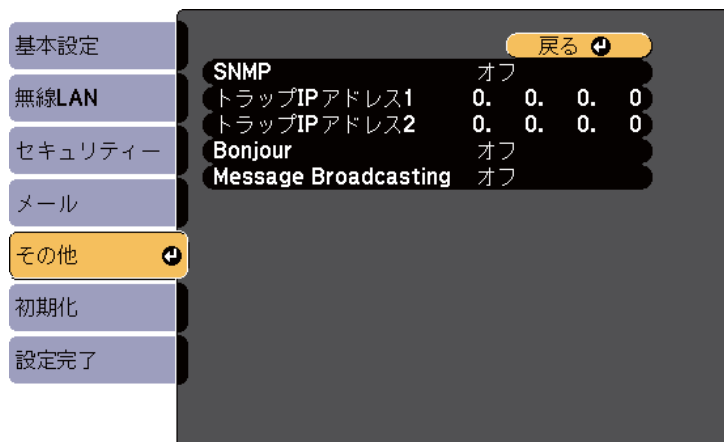 基本設定
無線LAN
セキュリティー
メール
その他
初期化
設定完了
戻る
SNMP オフ
トラップIPアドレス1 0. 0. 0. 0
トラップIPアドレス2 0. 0. 0. 0
Bonjour オフ
Message Broadcasting オフ